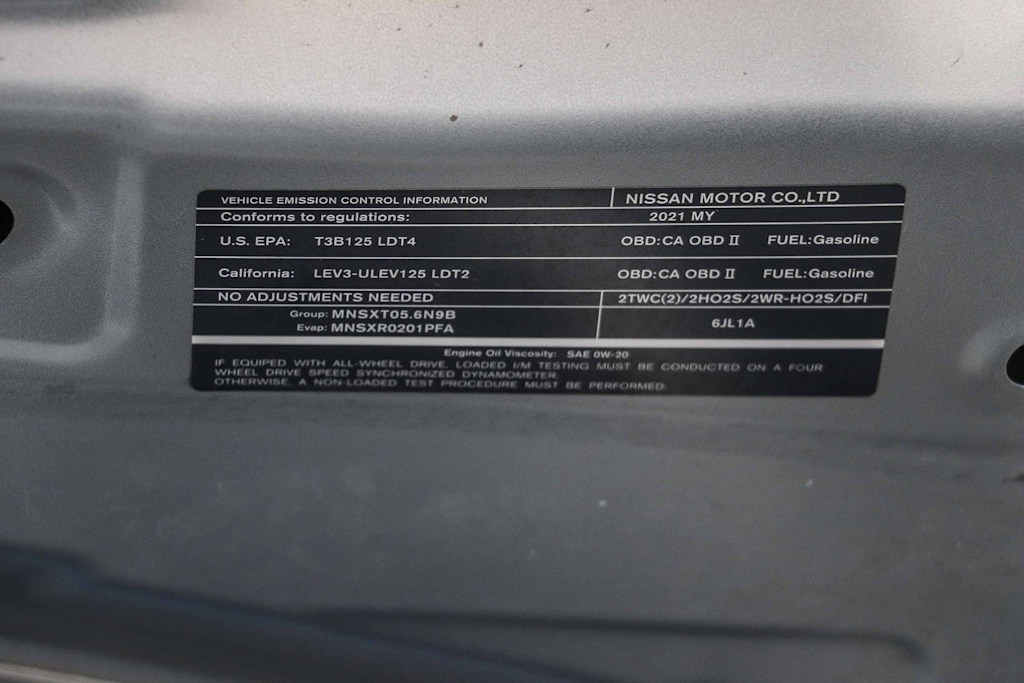 VEHICLE EMISSION CONTROL INFORMATION NISSAN MOTOR CO.,LTD
Conforms to regulations: 2021 MY
U.S. EPA: T3B125 LDT4 OBD:CA OBD II FUEL:Gasoline
California: LEV3-ULEV125 LDT2 OBD:CA OBD II FUEL:Gasoline
NO ADJUSTMENTS NEEDED 2TWC(2)/2HO2S/2WR-HO2S/DFI
Group: MNSXT05.6N9B
Evap: MNSXR0201PFA 6JL1A
Engine Oil Viscosity: SAE 0W-20
IF EQUIPED WITH ALL-WHEEL DRIVE, LOADED I/M TESTING MUST BE CONDUCTED ON A FOUR
WHEEL DRIVE SPEED SYNCHRONIZED DYNAMOMETER.
OTHERWISE, A NON-LOADED TEST PROCEDURE MUST BE PERFORMED.